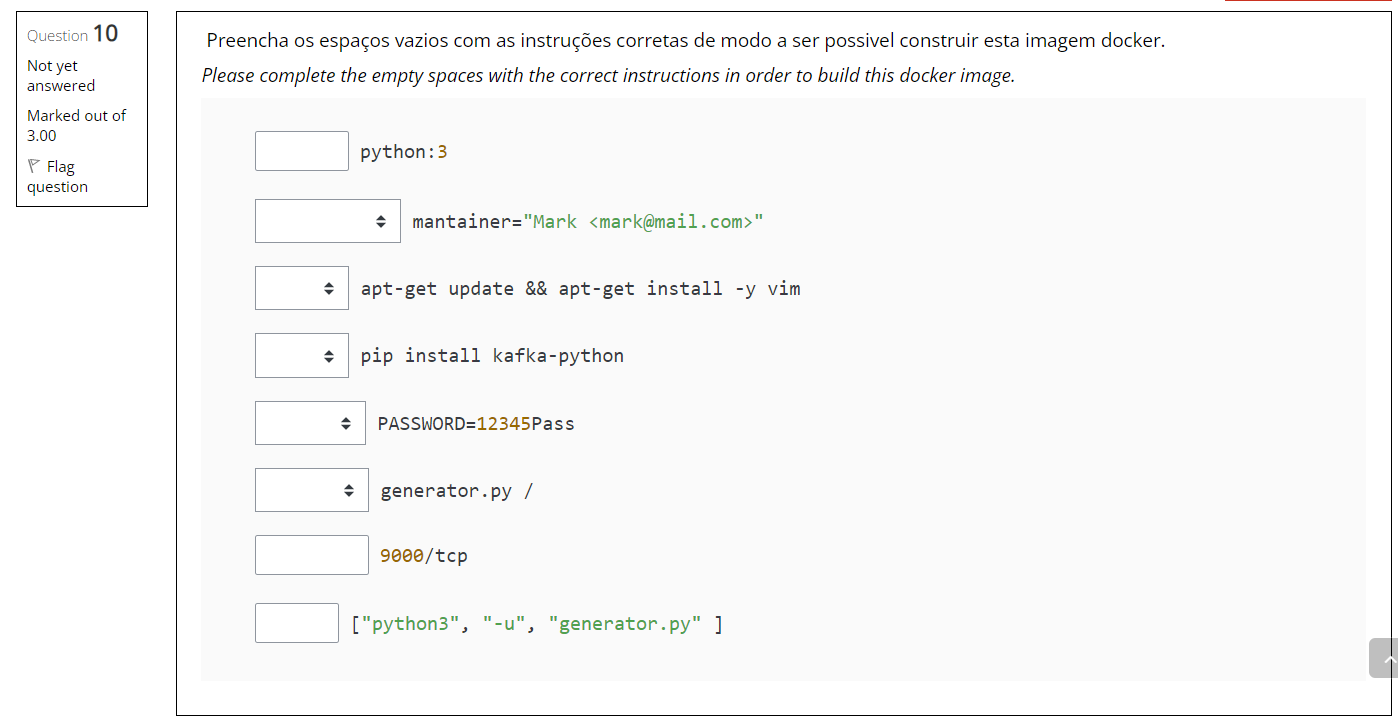 Question 10
Not yet
answered
Marked out of
3.00
Flag
question
Preencha os espaços vazios com as instruções corretas de modo a ser possivel construir esta imagem docker.
Please complete the empty spaces with the correct instructions in order to build this docker image.
python:3
mantainer="Mark <mark@mail.com>"
apt-get update && apt-get install -y vim
pip install kafka-python
PASSWORD=12345Pass
generator.py /
9000/tcp
["python3", "-u", "generator.py" ]